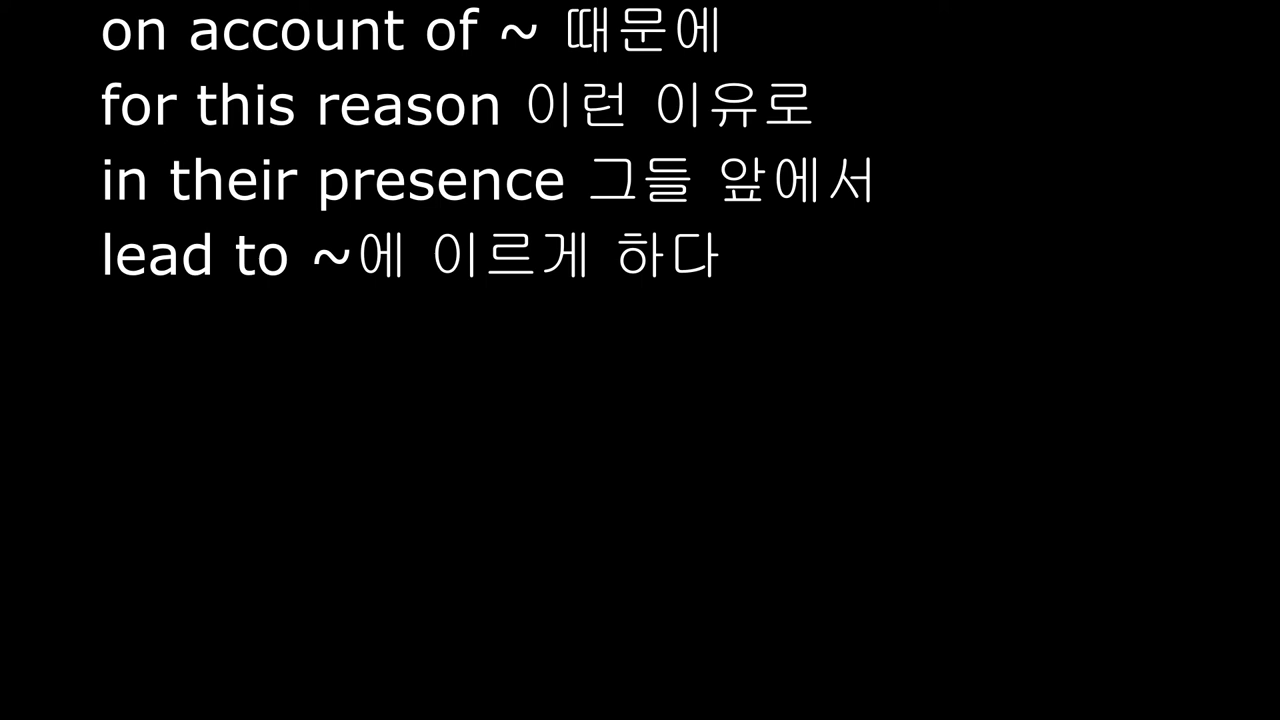 on account of ~ 때문에
for this reason 이런 이유로
in their presence 그들 앞에서
lead to ~에 이르게 하다